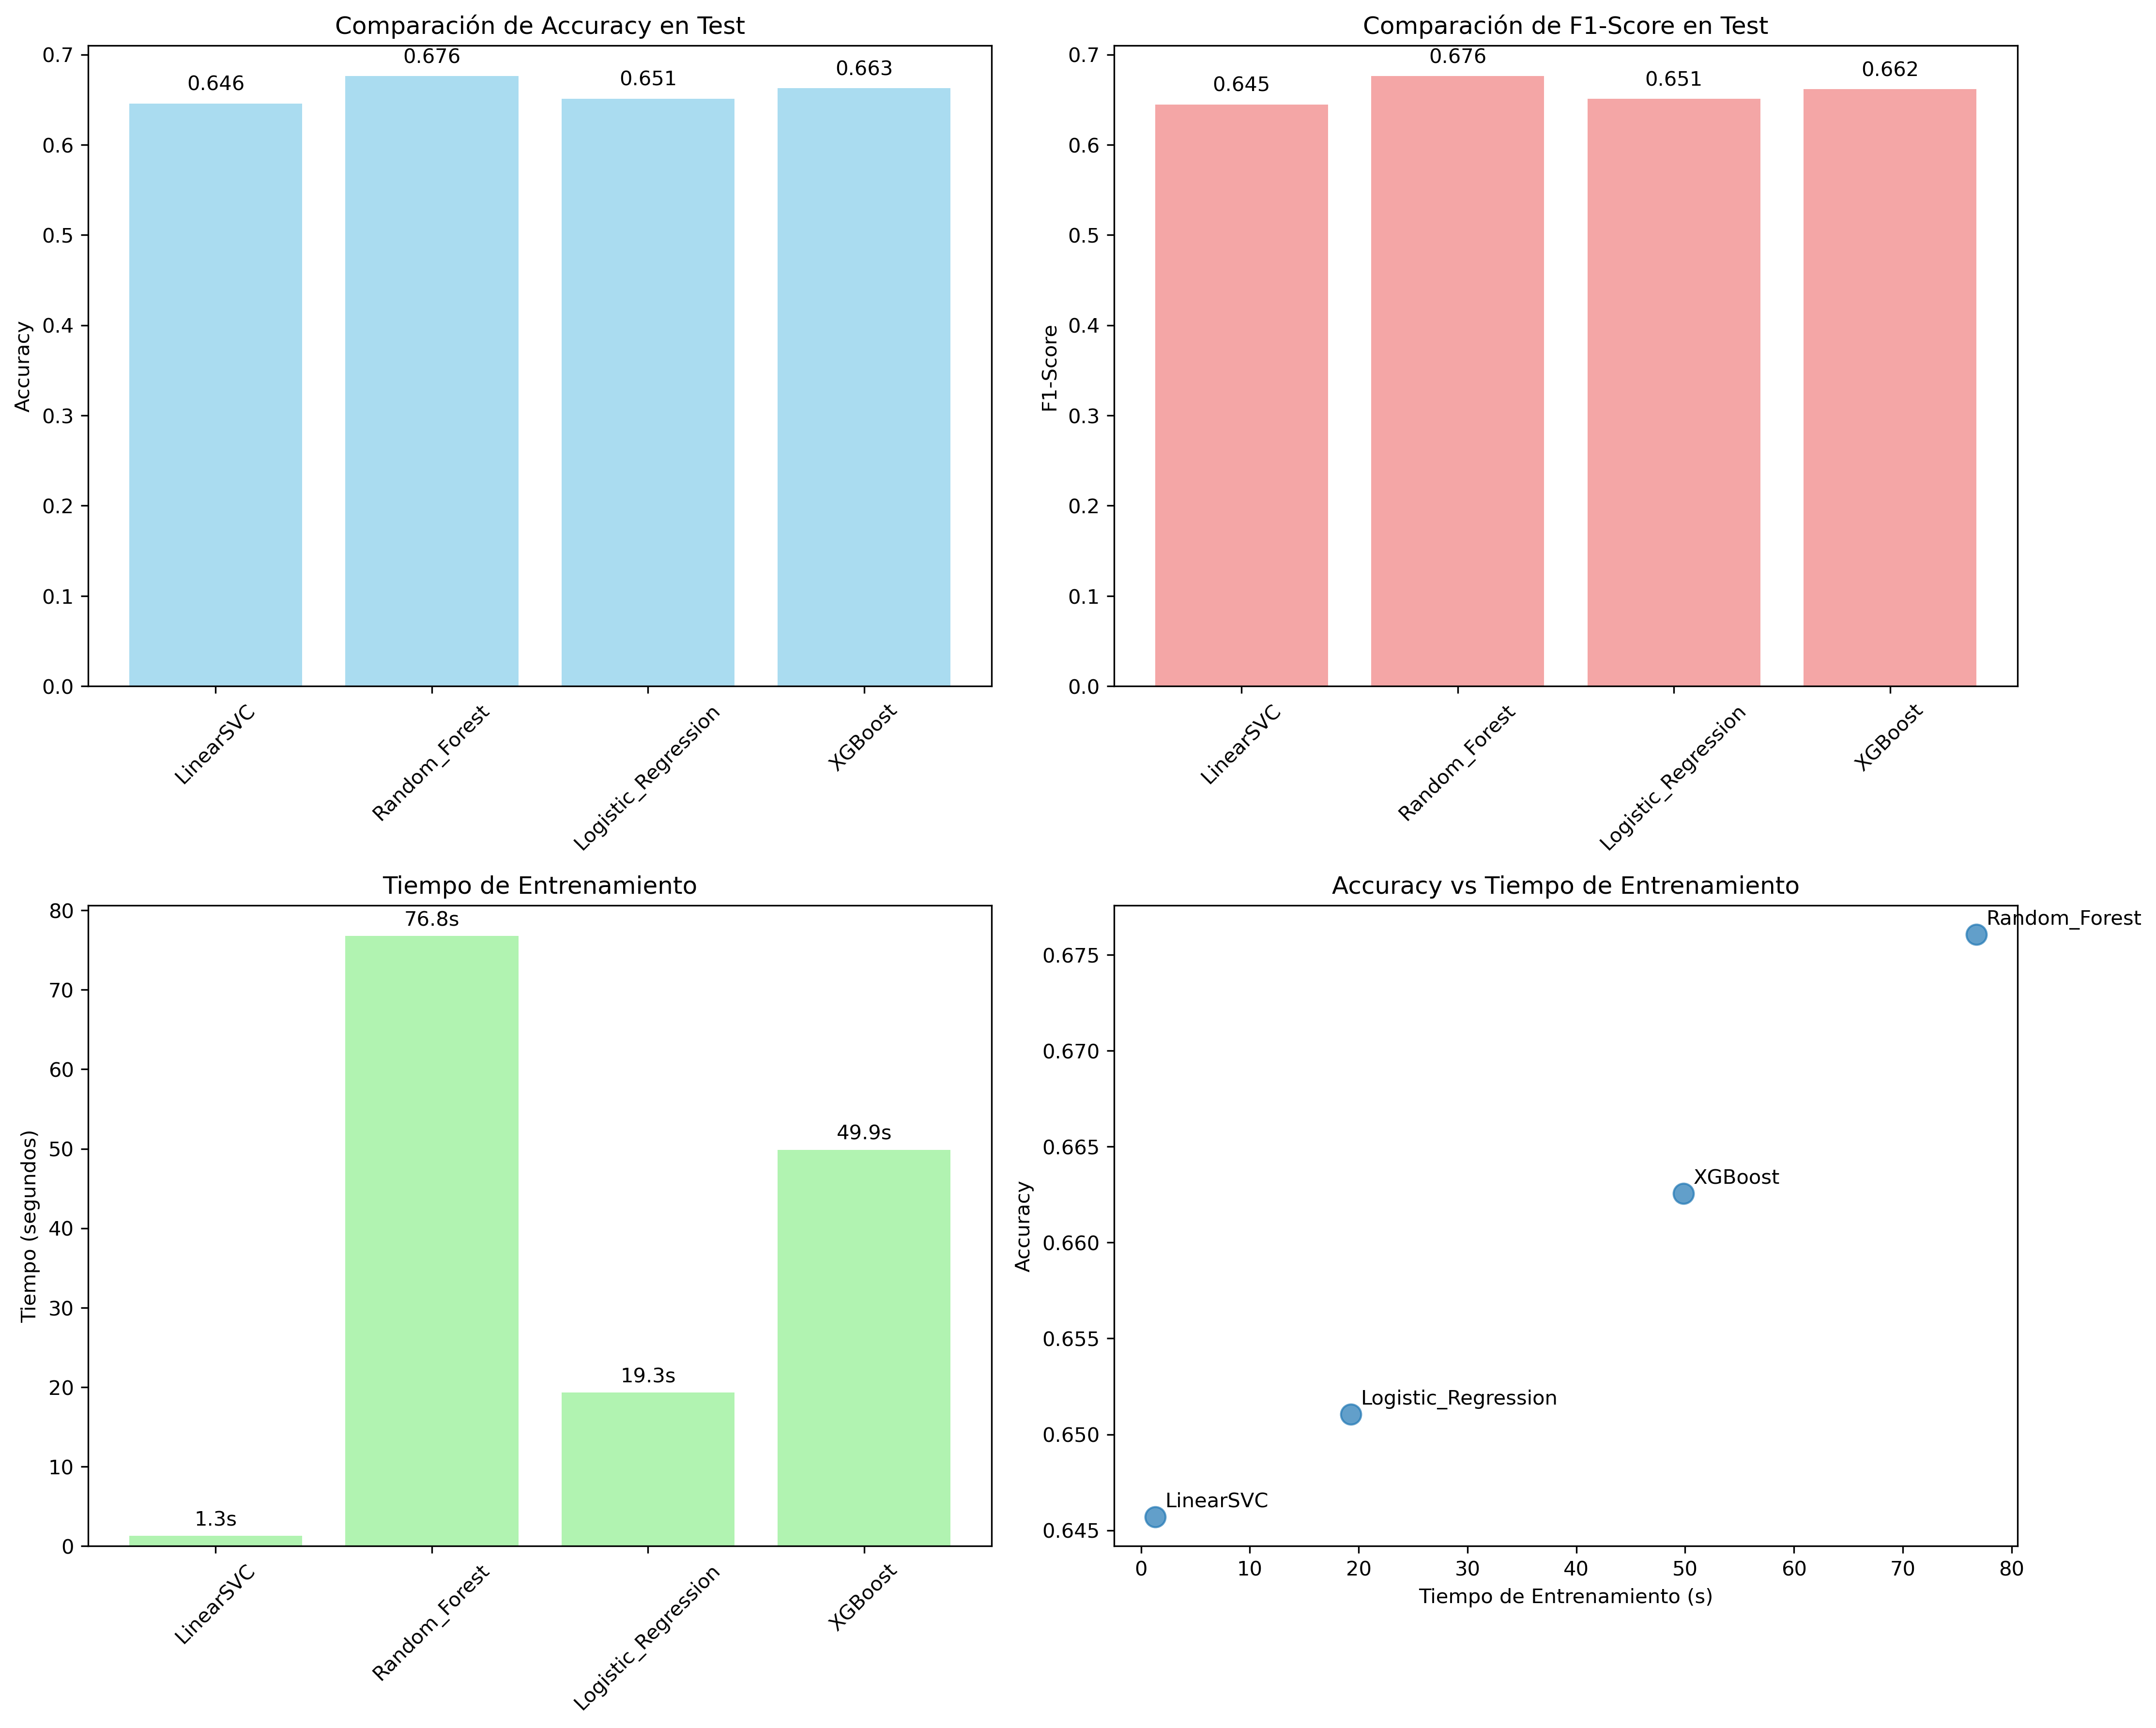 Comparación de Accuracy en Test
0.7
0.6
0.5
0.4
0.3
0.2
0.1
0.0
Accuracy
0.646
0.676
0.651
0.663
LinearSVC
Random_Forest
Logistic_Regression
XGBoost
Comparación de F1-Score en Test
0.7
0.6
0.5
0.4
0.3
0.2
0.1
0.0
F1-Score
0.645
0.676
0.651
0.662
LinearSVC
Random_Forest
Logistic_Regression
XGBoost
Tiempo de Entrenamiento
80
70
60
50
40
30
20
10
0
Tiempo (segundos)
1.3s
76.8s
19.3s
49.9s
LinearSVC
Random_Forest
Logistic_Regression
XGBoost
Accuracy vs Tiempo de Entrenamiento
0.675
0.670
0.665
0.660
0.655
0.650
0.645
Accuracy
Random_Forest
XGBoost
Logistic_Regression
LinearSVC
0 10 20 30 40 50 60 70 80
Tiempo de Entrenamiento (s)